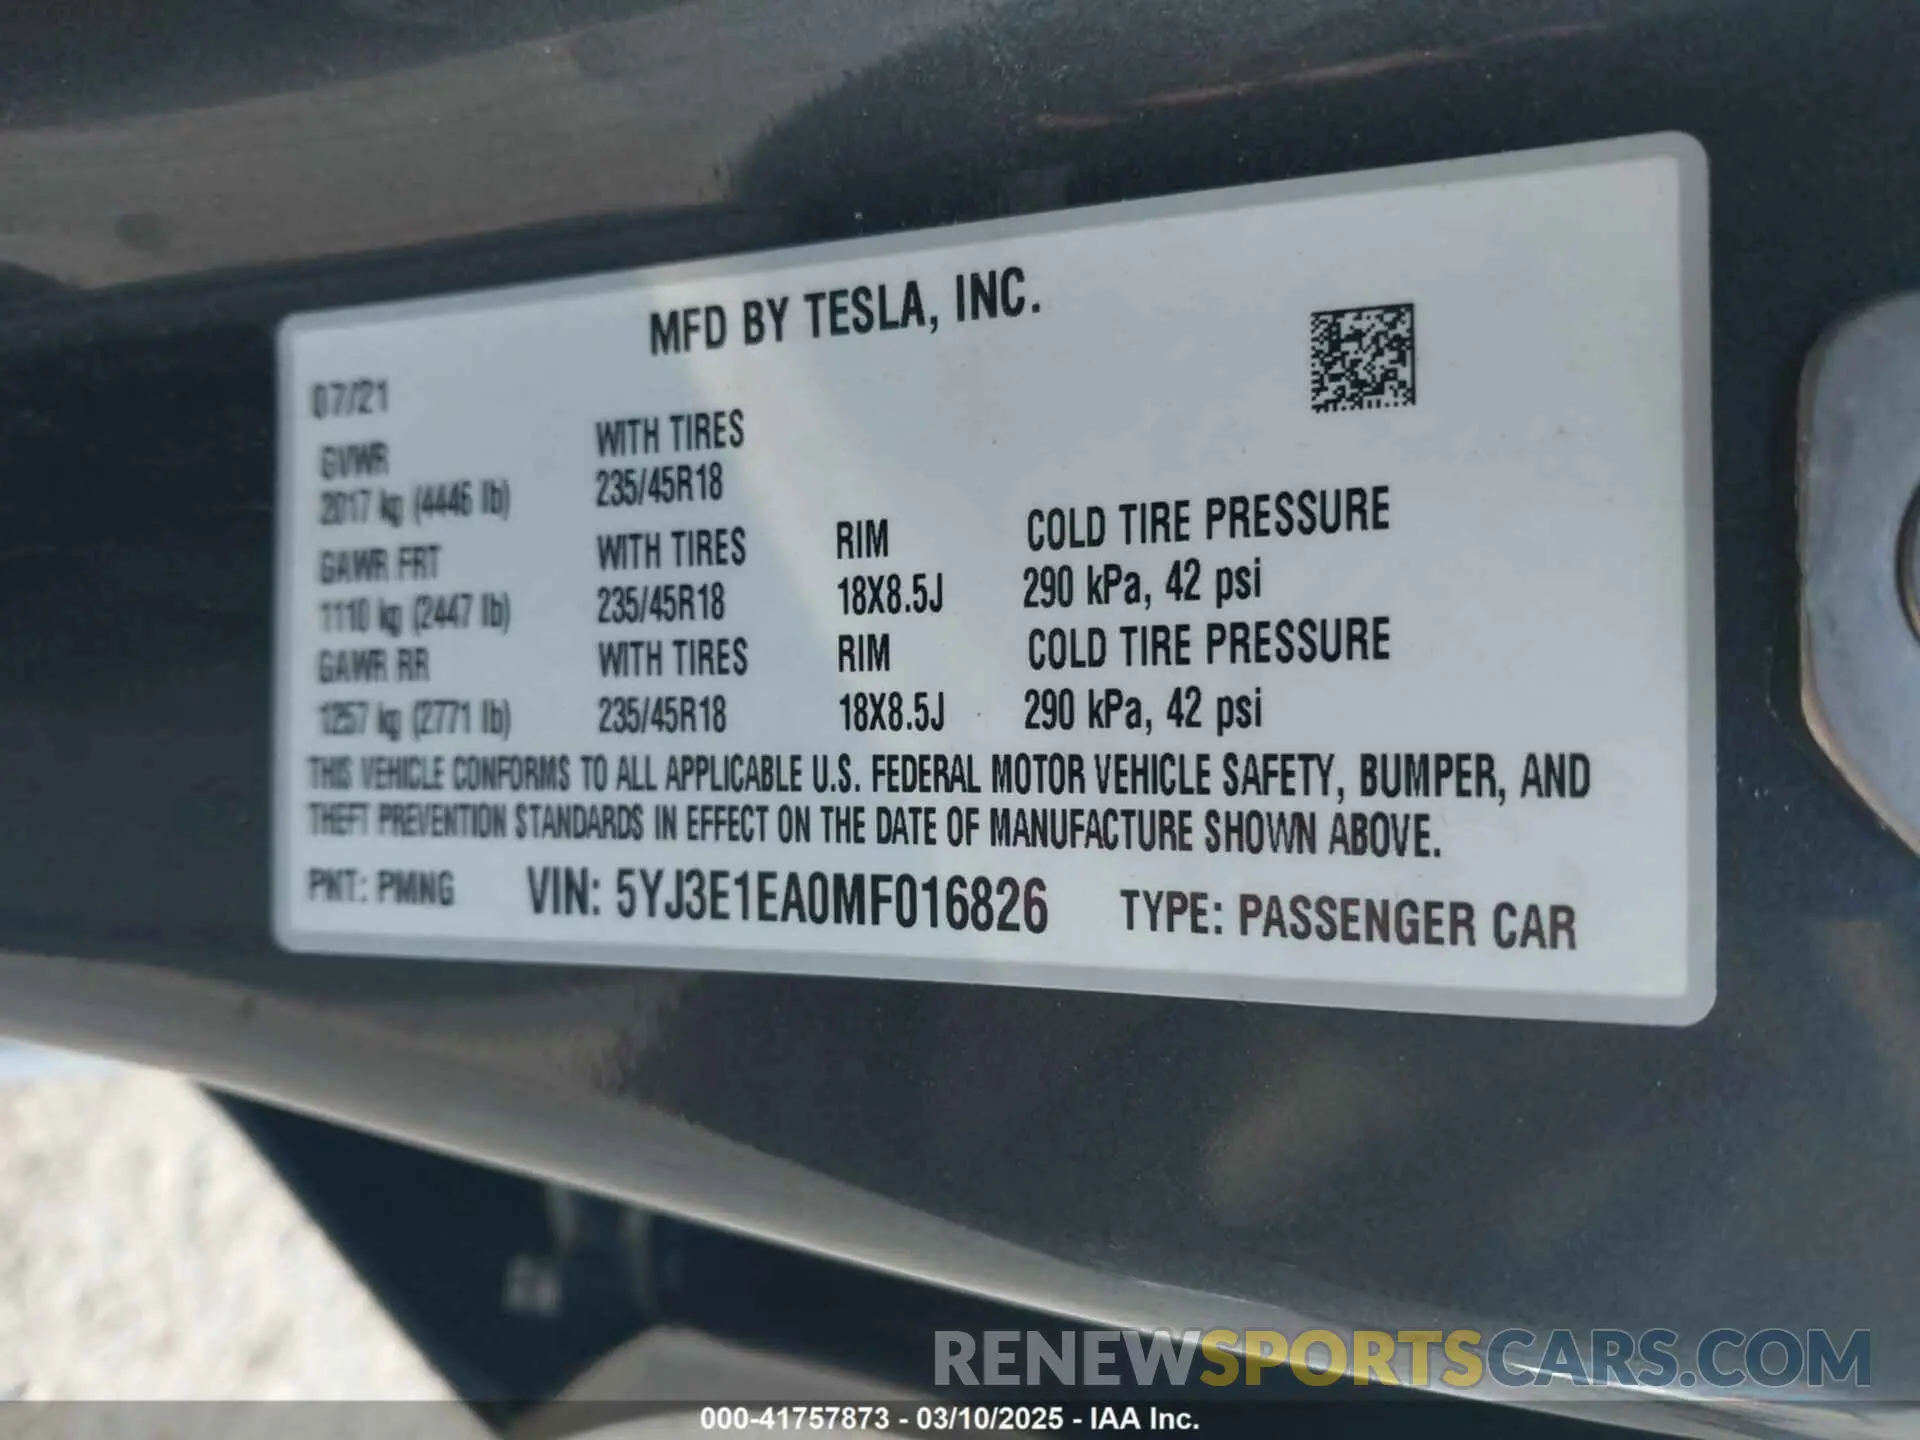 MFD BY TESLA, INC.
07/21
GVWR
2017 kg (4446 lb)
WITH TIRES
235/45R18
GAWR FRT
1110 kg (2447 lb)
WITH TIRES
235/45R18
RIM
18X8.5J
COLD TIRE PRESSURE
290 kPa, 42 psi
GAWR RR
1257 kg (2771 lb)
WITH TIRES
235/45R18
RIM
18X8.5J
COLD TIRE PRESSURE
290 kPa, 42 psi
THIS VEHICLE CONFORMS TO ALL APPLICABLE U.S. FEDERAL MOTOR VEHICLE SAFETY, BUMPER, AND
THEFT PREVENTION STANDARDS IN EFFECT ON THE DATE OF MANUFACTURE SHOWN ABOVE.
PNT: PMNG VIN: 5YJ3E1EA0MF016826 TYPE: PASSENGER CAR
RENEWSPORTSCARS.COM
000-41757873 - 03/10/2025 - IAA Inc.